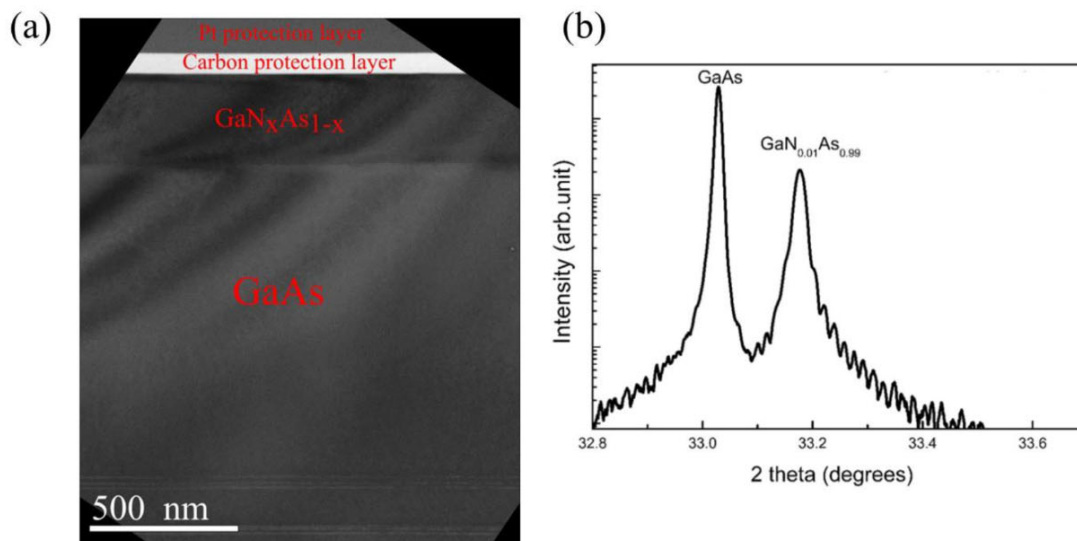 (a)
Pt protection layer
Carbon protection layer
GaNxAs1-x
GaAs
500 nm
(b)
GaAs
GaN0.01As0.99
Intensity (arb.unit)
32.8 33.0 33.2 33.4 33.6
2 theta (degrees)